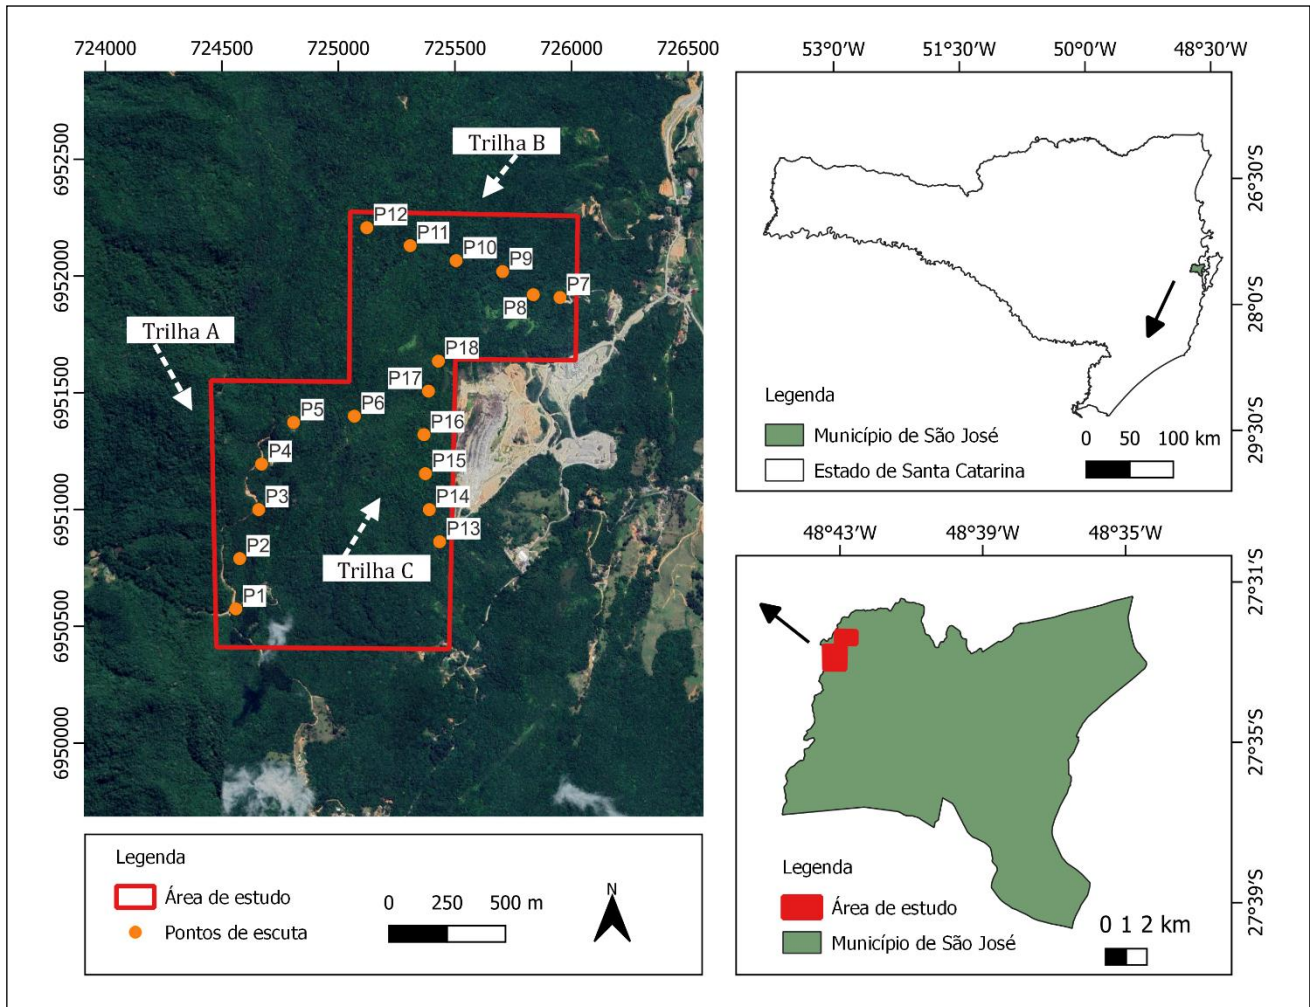 724000 724500 725000 725500 726000 726500
6952500
6952000
6951500
6951000
6950500
6950000
Trilha B
P12
P11
P10
P9
P7
P8
Trilha A
P18
P17
P6
P5
P16
P4
P15
P14
P3
P13
P2
Trilha C
P1
Legenda
Área de estudo
Pontos de escuta
0 250 500 m
N
53°0′W 51°30′W 50°0′W 48°30′W
26°30′S
28°0′S
29°30′S
Legenda
Município de São José
Estado de Santa Catarina
0 50 100 km
48°43′W 48°39′W 48°35′W
27°31′S
27°35′S
27°39′S
Legenda
Área de estudo
Município de São José
0 1 2 km